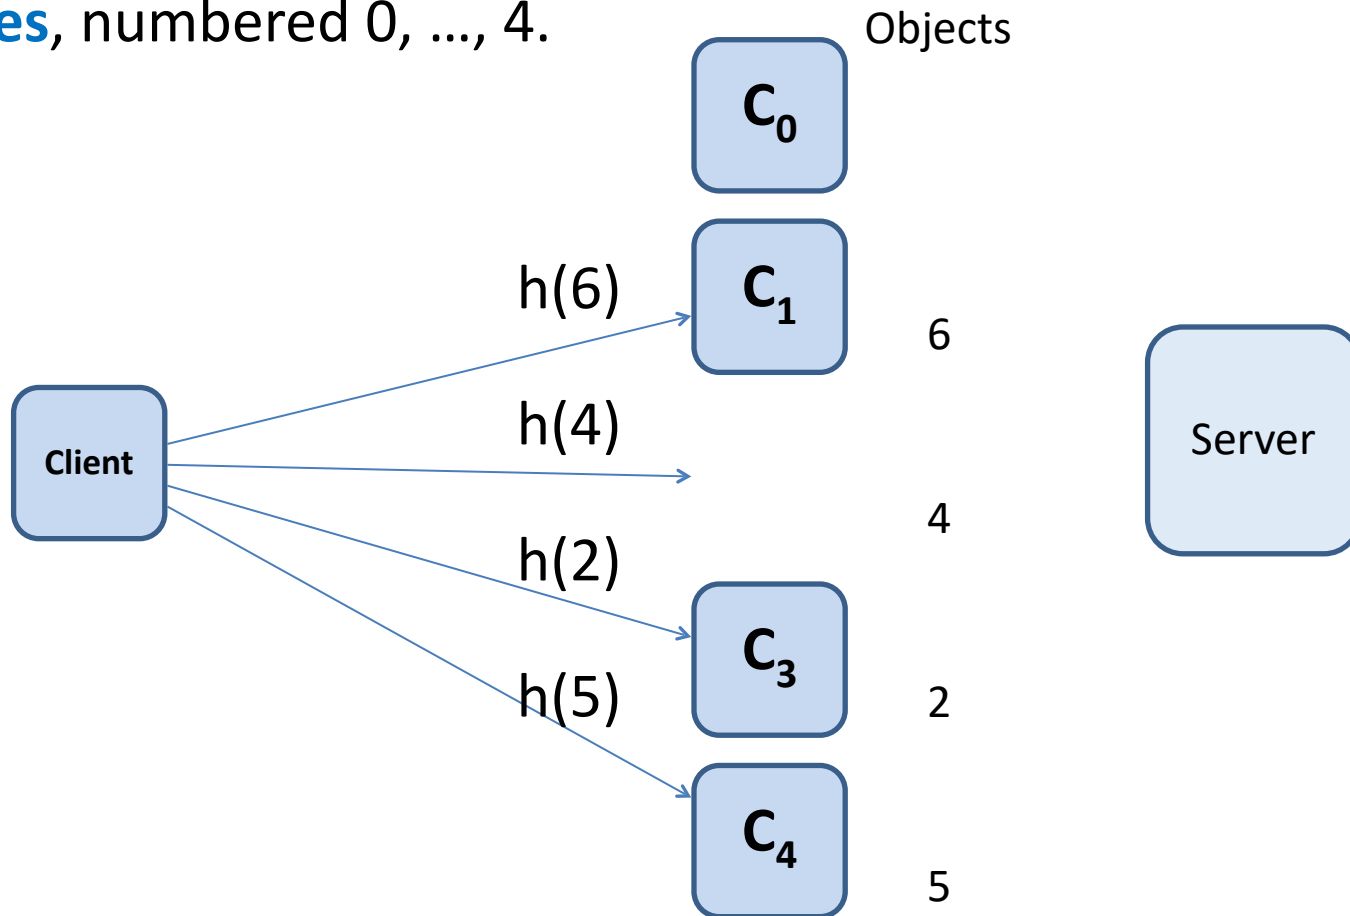 es, numbered 0, ..., 4.
Objects
C0
h(6)
C1
6
h(4)
Client
Server
4
h(2)
C3
h(5)
2
C4
5